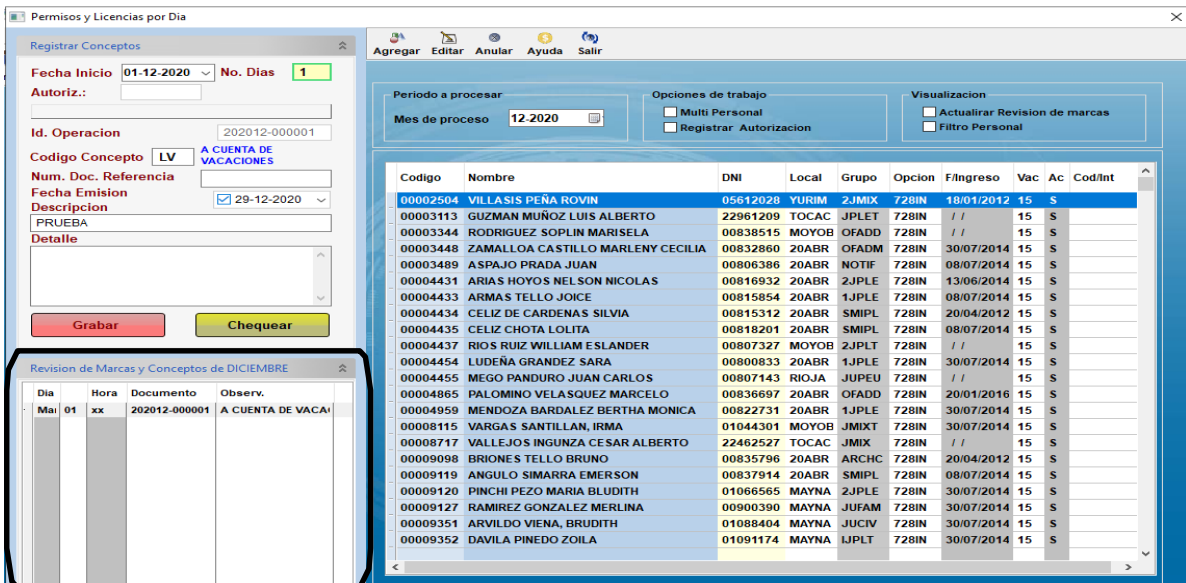 Permisos y Licencias por Dia
Registrar Conceptos
Fecha Inicio 01-12-2020 No. Dias 1
Autoriz.:
Id. Operacion 202012-000001
Codigo Concepto LV A CUENTA DE VACACIONES
Num. Doc. Referencia
Fecha Emision 29-12-2020
Descripcion
PRUEBA
Detalle
Grabar Chequear
Revision de Marcas y Conceptos de DICIEMBRE
Dia Hora Documento Observ.
Mar 01 xx 202012-000001 A CUENTA DE VACA
Agregar Editar Anular Ayuda Salir
Periodo a procesar
Mes de proceso 12-2020
Opciones de trabajo
Multi Personal
Registrar Autorizacion
Visualizacion
Actualirar Revision de marcas
Filtro Personal
Codigo Nombre DNI Local Grupo Opcion F/Ingreso Vac Ac Cod/Int
00002504 VILLASIS PEÑA ROVIN 05612028 YURIM 2JMIX 728IN 18/01/2012 15 S
00003113 GUZMAN MUÑOZ LUIS ALBERTO 22961209 TOCAC JPLET 728IN / / 15 S
00003344 RODRIGUEZ SOPLIN MARISELA 00838515 MOYOB OFADD 728IN / / 15 S
00003448 ZAMALLOA CASTILLO MARLENY CECILIA 00832860 20ABR OFADM 728IN 30/07/2014 15 S
00003489 ASPAJO PRADA JUAN 00806386 20ABR NOTIF 728IN 08/07/2014 15 S
00004431 ARIAS HOYOS NELSON NICOLAS 00816932 20ABR 2JPLE 728IN 13/06/2014 15 S
00004433 ARMAS TELLO JOICE 00815854 20ABR 1JPLE 728IN 08/07/2014 15 S
00004434 CELIZ DE CARDENAS SILVIA 00815312 20ABR SMIPL 728IN 20/04/2012 15 S
00004435 CELIZ CHOTA LOLITA 00818201 20ABR SMIPL 728IN 08/07/2014 15 S
00004437 RIOS RUIZ WILLIAM ESLANDER 00807327 MOYOB 2JPLT 728IN / / 15 S
00004454 LUDEÑA GRANDEZ SARA 00800833 20ABR 1JPLE 728IN 30/07/2014 15 S
00004455 MEGO PANDURO JUAN CARLOS 00807143 RIOJA JUPEU 728IN / / 15 S
00004865 PALOMINO VELASQUEZ MARCELO 00836697 20ABR OFADD 728IN 20/01/2016 15 S
00004959 MENDOZA BARDALEZ BERTHA MONICA 00822731 20ABR 1JPLE 728IN 30/07/2014 15 S
00008115 VARGAS SANTILLAN, IRMA 01044301 MOYOB JMIXT 728IN 30/07/2014 15 S
00008717 VALLEJOS INGUNZA CESAR ALBERTO 22462527 TOCAC JMIX 728IN / / 15 S
00009098 BRIONES TELLO BRUNO 00835796 20ABR ARCHC 728IN 20/04/2012 15 S
00009119 ANGULO SIMARRA EMERSON 00837914 20ABR SMIPL 728IN 08/07/2014 15 S
00009120 PINCHI PEZO MARIA BLUDITH 01066565 MAYNA 2JPLE 728IN 30/07/2014 15 S
00009127 RAMIREZ GONZALEZ MERLINA 00900390 MAYNA JUFAM 728IN 30/07/2014 15 S
00009351 ARVILDO VIENA, BRUDITH 01088404 MAYNA JUCIV 728IN 30/07/2014 15 S
00009352 DAVILA PINEDO ZOILA 01091174 MAYNA IJPLT 728IN 30/07/2014 15 S